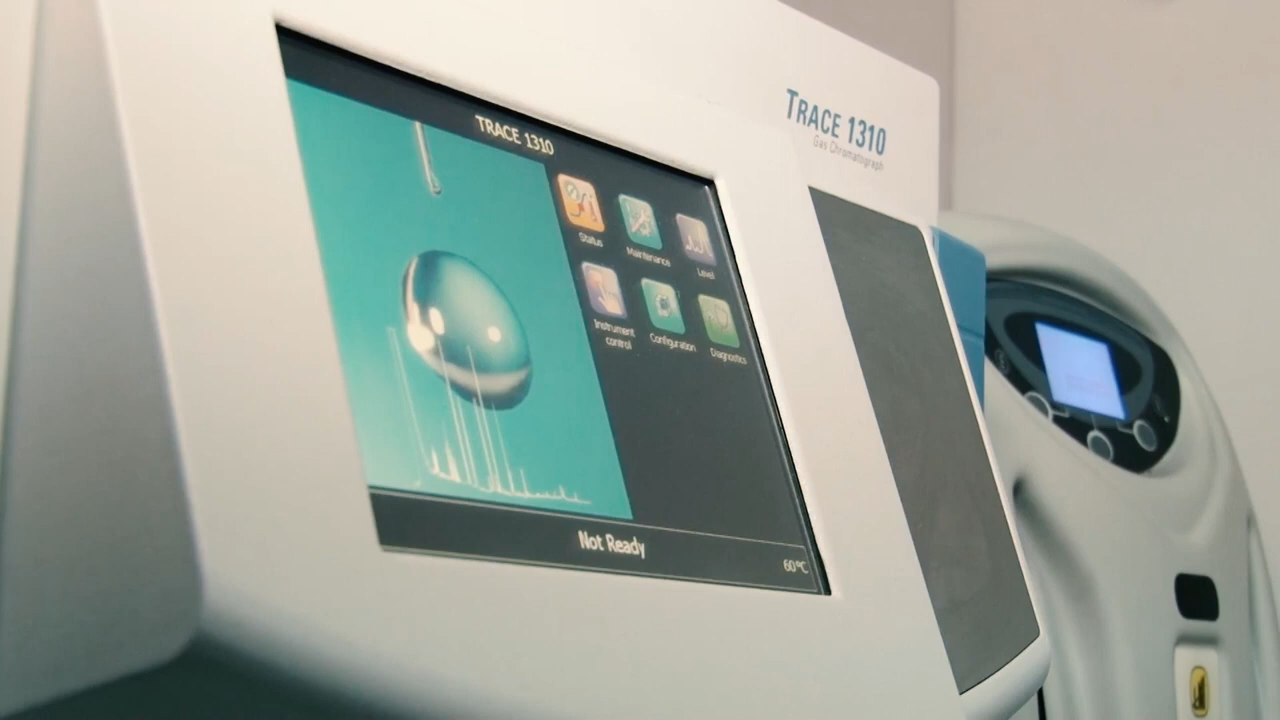 TRACE 1310
Gas Chromatograph
TRACE 1310
Status
Maintenance
Level
Instrument
control
Configuration
Diagnostics
Not Ready
60°C